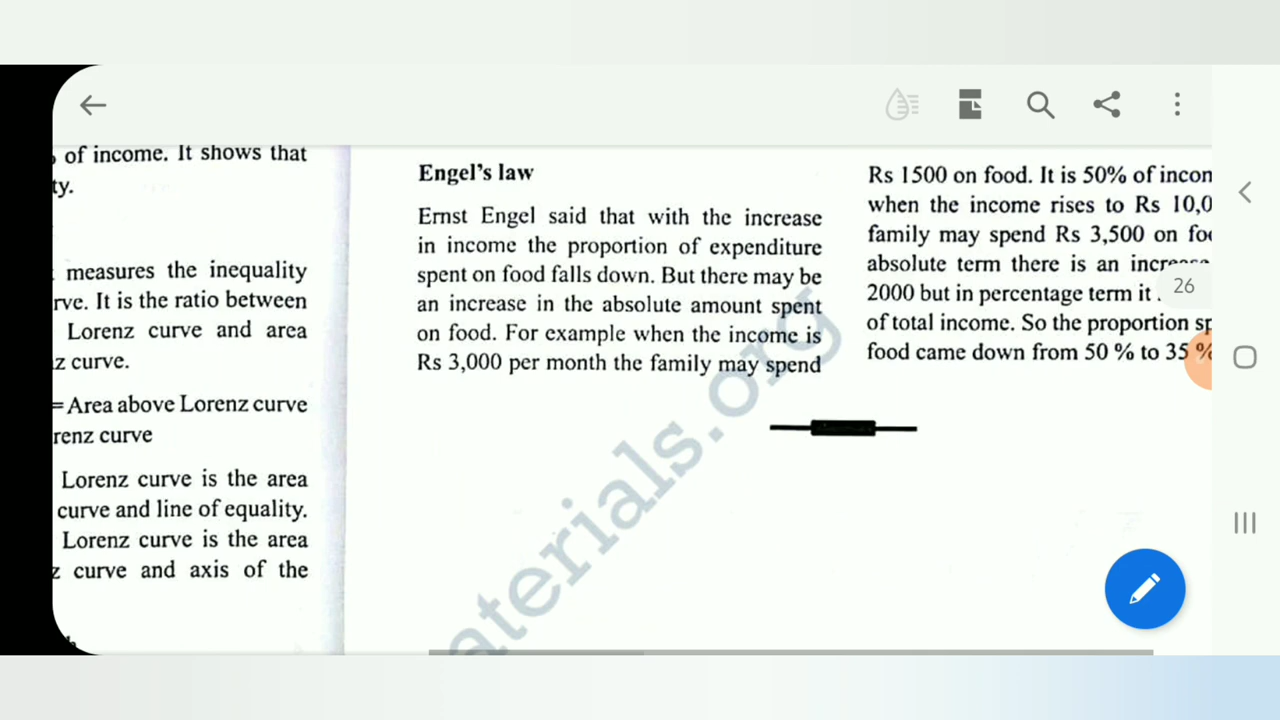 of income. It shows that
ty.
measures the inequality
rve. It is the ratio between
Lorenz curve and area
z curve.
=Area above Lorenz curve
renz curve
Lorenz curve is the area
curve and line of equality.
Lorenz curve is the area
z curve and axis of the
Engel's law
Ernst Engel said that with the increase
in income the proportion of expenditure
spent on food falls down. But there may be
an increase in the absolute amount spent
on food. For example when the income is
Rs 3,000 per month the family may spend
Rs 1500 on food. It is 50% of incom
when the income rises to Rs 10,0
family may spend Rs 3,500 on foo
absolute term there is an increase
2000 but in percentage term it
of total income. So the proportion sp
food came down from 50 % to 35 %
26
aterials.org